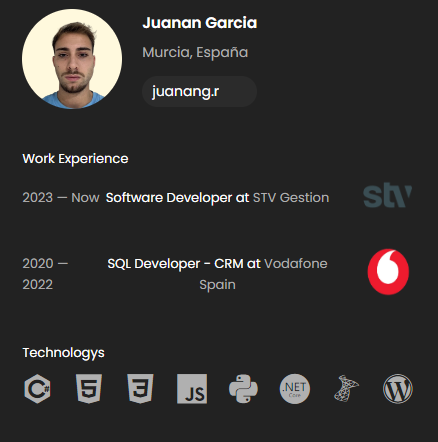 Juanan Garcia
Murcia, España
juanang.r
Work Experience
2023 — Now Software Developer at STV Gestion
stv
2020 — 2022 SQL Developer - CRM at Vodafone Spain
Technologys
C# 5 3 JS .NET Core W